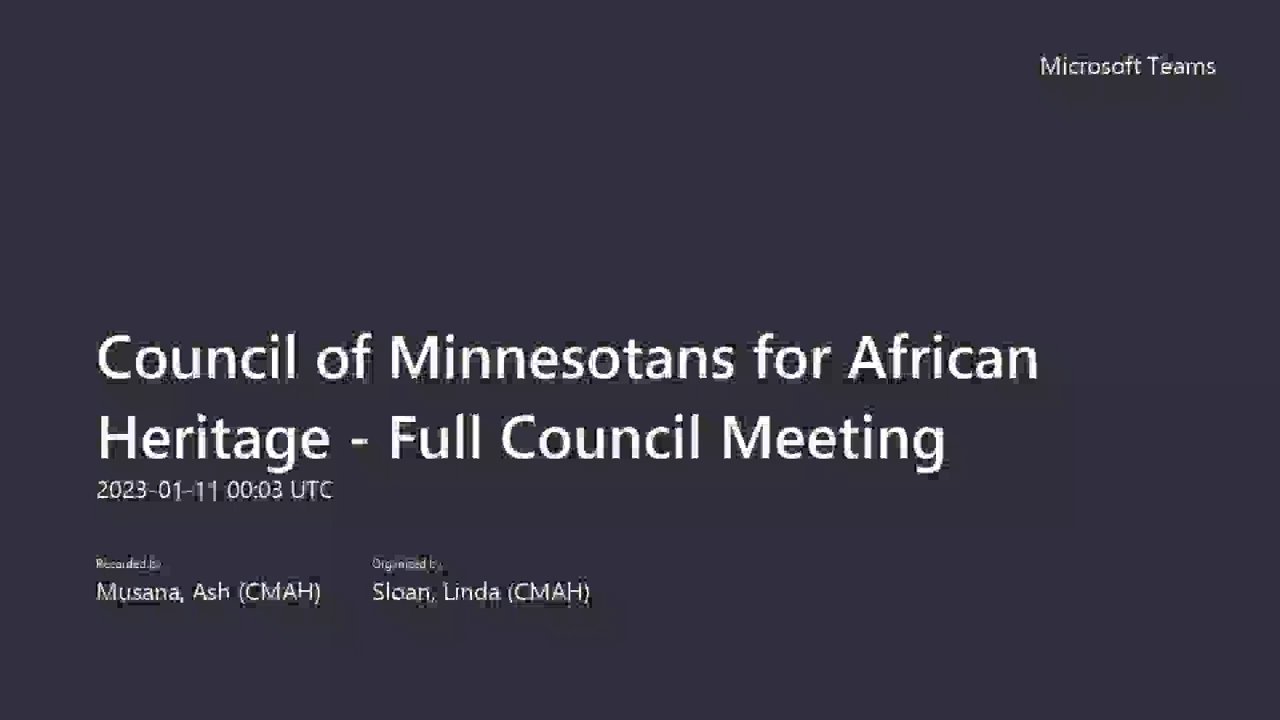 Microsoft Teams
Council of Minnesotans for African
Heritage - Full Council Meeting
2023-01-11 00:03 UTC
Recorded by
Organized by
Musana, Ash (CMAH)
Sloan, Linda (CMAH)